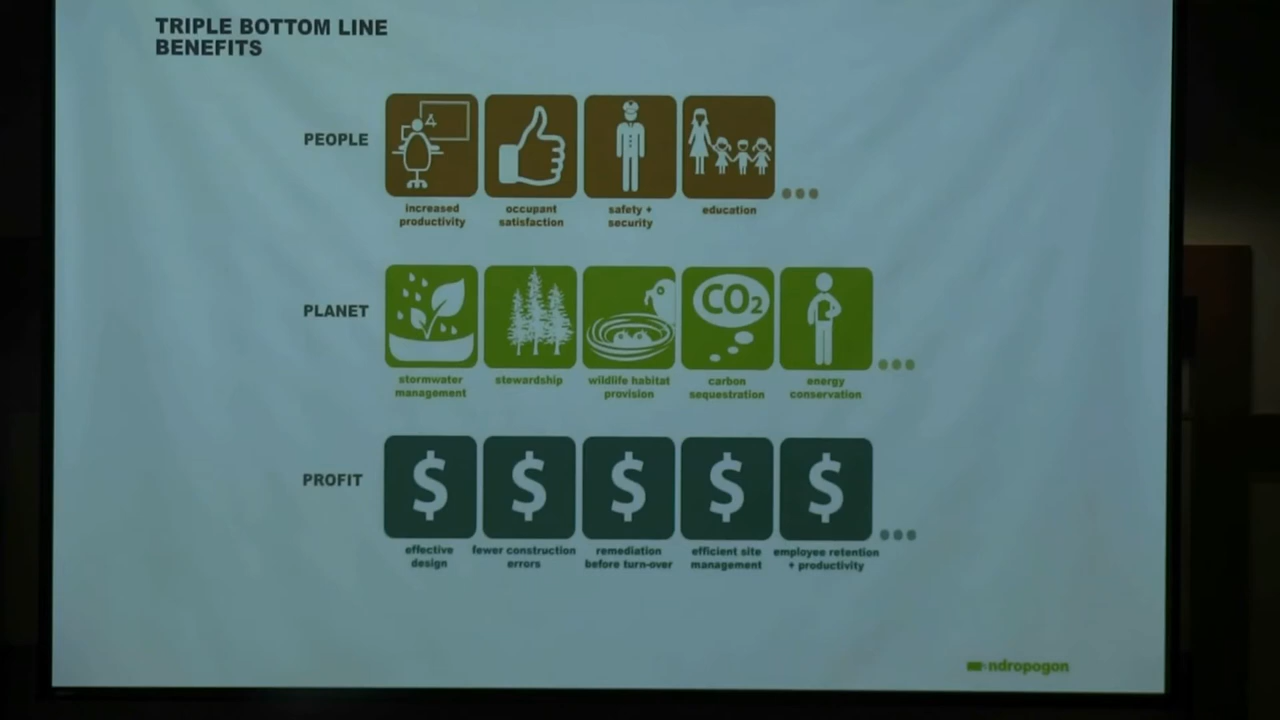 TRIPLE BOTTOM LINE
BENEFITS
PEOPLE
4
increased
productivity
occupant
satisfaction
safety +
security
education
PLANET
CO2
stormwater
management
stewardship
wildlife habitat
provision
carbon
sequestration
energy
conservation
PROFIT
$ $ $ $ $
effective
design
fewer construction
errors
remediation
before turn-over
efficient site
management
employee retention
+ productivity
ndropogon